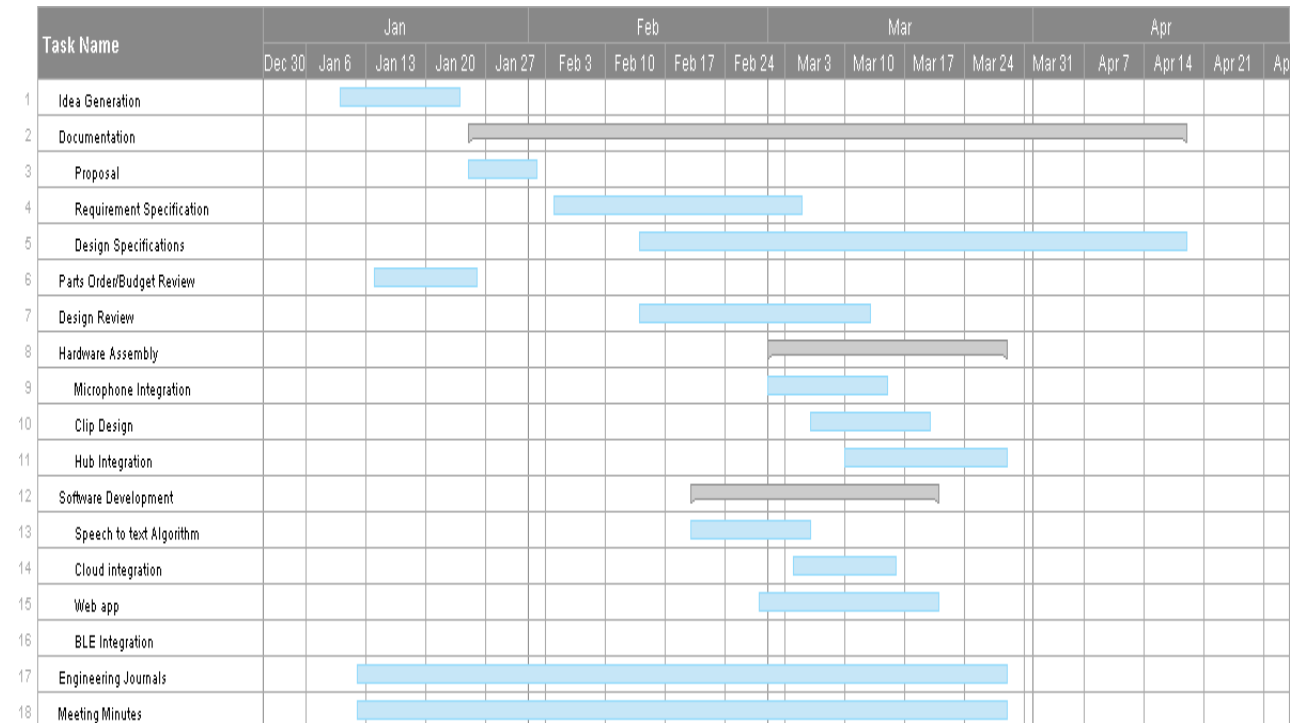 Task Name
Jan Feb Mar Apr
Dec 30 Jan 6 Jan 13 Jan 20 Jan 27 Feb 3 Feb 10 Feb 17 Feb 24 Mar 3 Mar 10 Mar 17 Mar 24 Mar 31 Apr 7 Apr 14 Apr 21 Ap
1 Idea Generation
2 Documentation
3 Proposal
4 Requirement Specification
5 Design Specifications
6 Parts Order/Budget Review
7 Design Review
8 Hardware Assembly
9 Microphone Integration
10 Clip Design
11 Hub Integration
12 Software Development
13 Speech to text Algorithm
14 Cloud integration
15 Web app
16 BLE Integration
17 Engineering Journals
18 Meeting Minutes